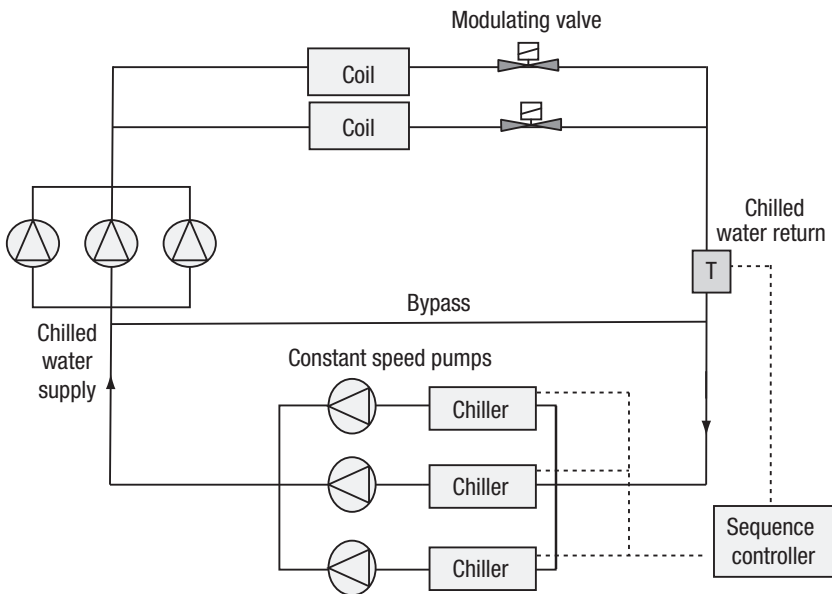 Modulating valve
Coil
Coil
Chilled
water return
T
Bypass
Chilled
water
supply
Constant speed pumps
Chiller
Chiller
Chiller
Sequence
controller